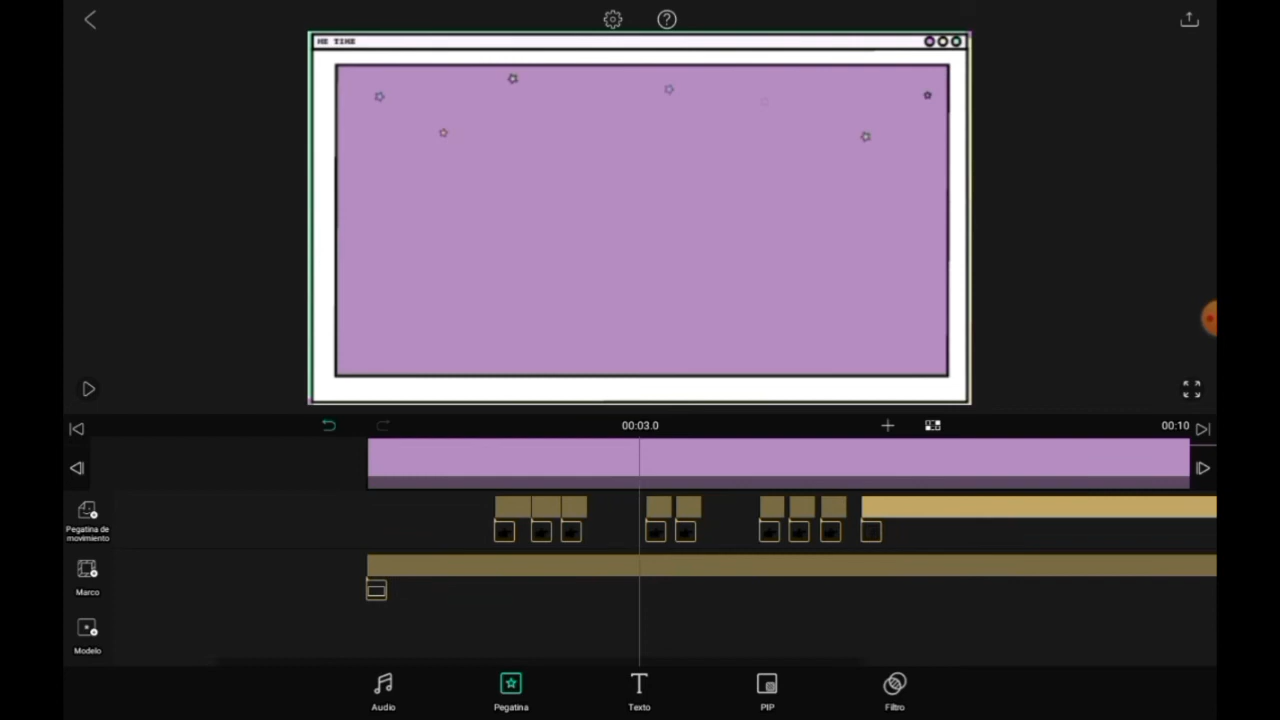 ME TIME
00:03.0
00:10
Pegatina de
movimiento
Marco
Modelo
Audio
Pegatina
Texto
PIP
Filtro